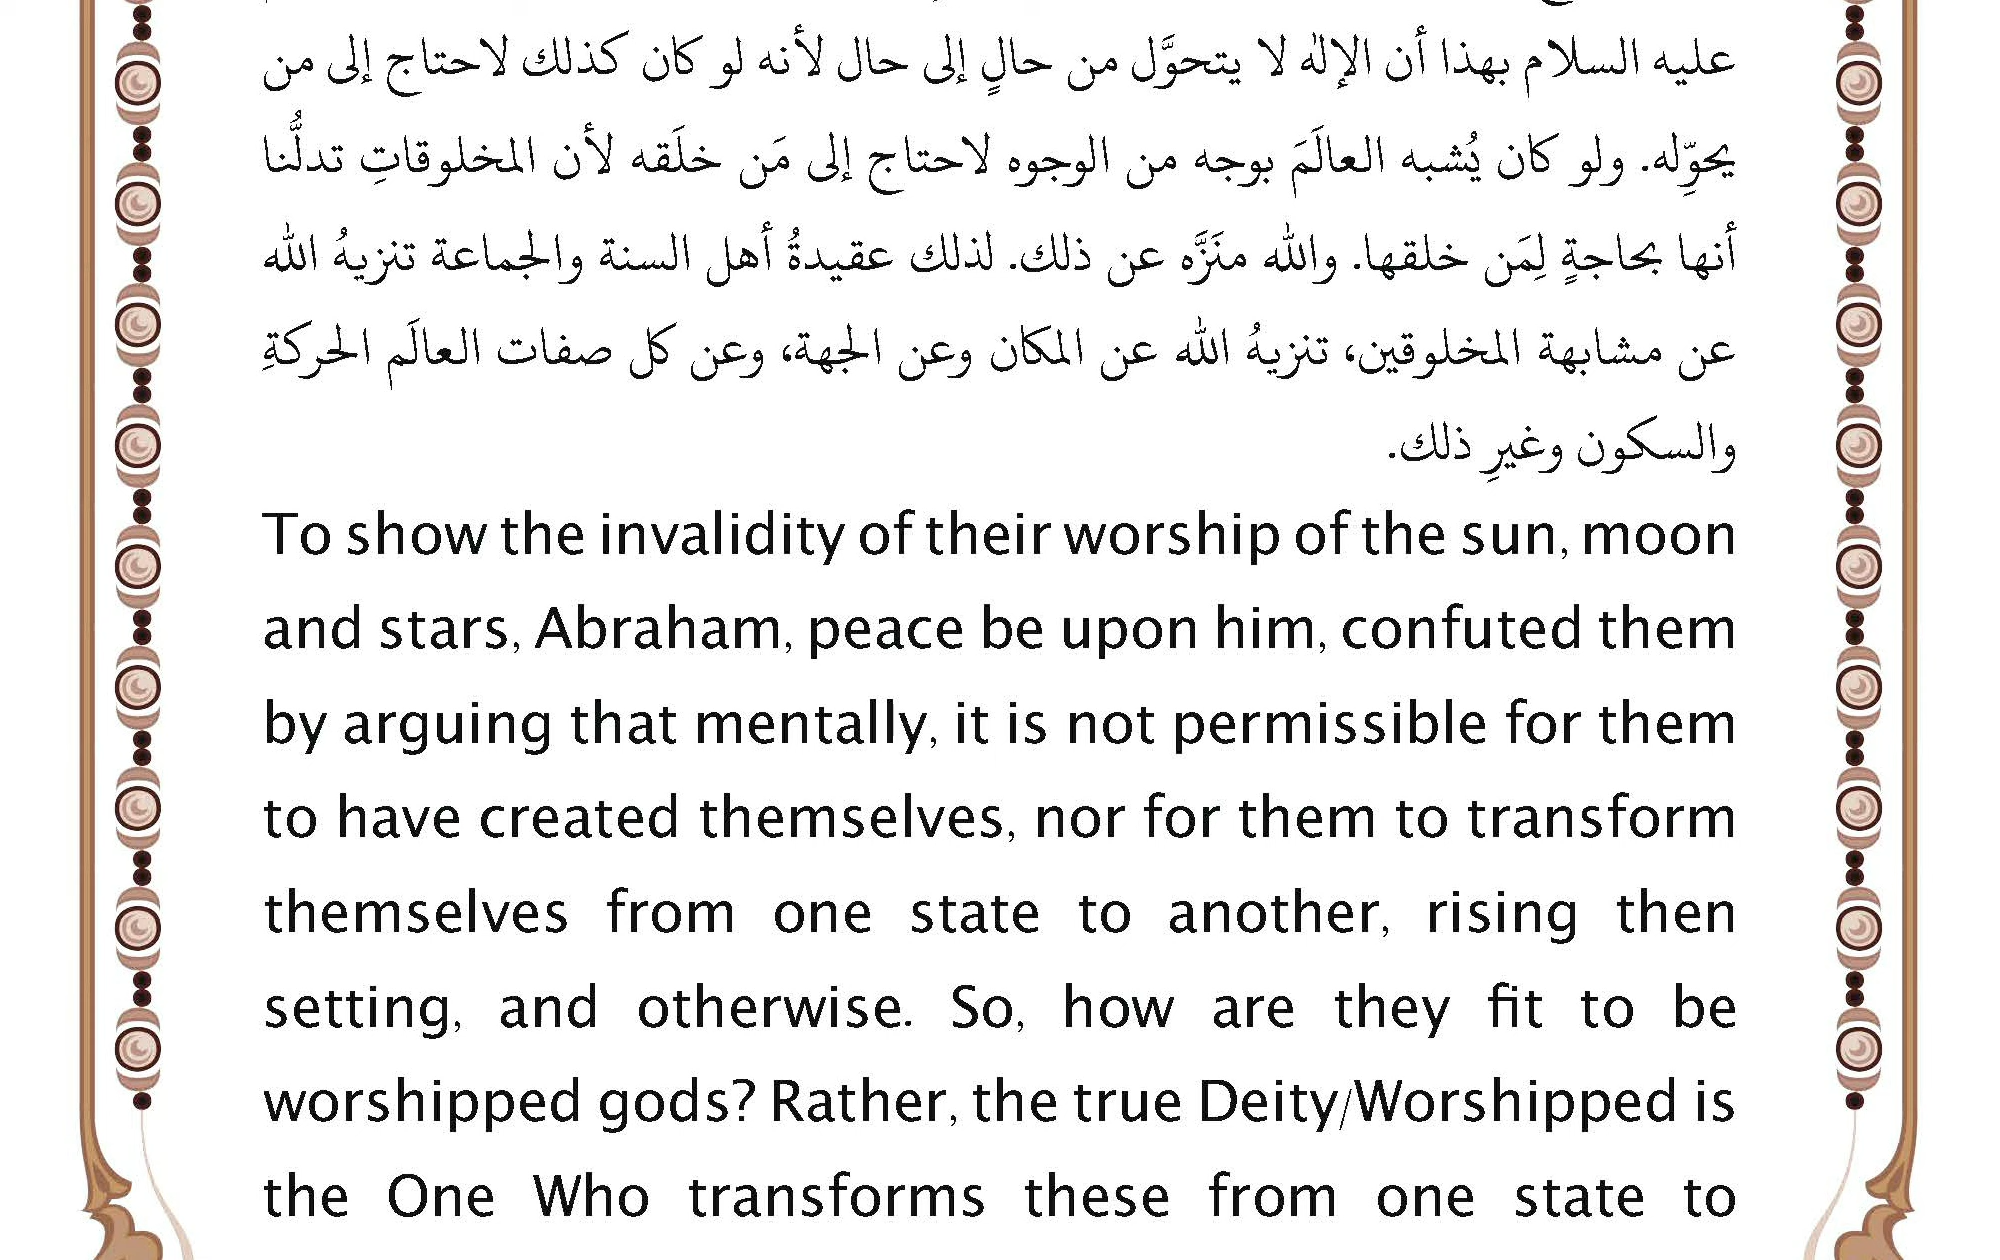 عليه السلام بهذا أن الإلٰه لا يتحوَّل من حالٍ إلى حال لأنه لو كان كذلك لاحتاج إلى من
يحوِّله. ولو كان يُشبه العالَمَ بوجه من الوجوه لاحتاج إلى مَن خلَقه لأن المخلوقاتِ تدلُّنا
أنها بحاجةٍ لِمَن خلقها. والله منَزَّه عن ذلك. لذلك عقيدةُ أهل السنة والجماعة تنزيهُ الله
عن مشابهة المخلوقين، تنزيهُ الله عن المكان وعن الجهة، وعن كل صفات العالَم الحركةِ
والسكون وغيرِ ذلك.
To show the invalidity of their worship of the sun, moon
and stars, Abraham, peace be upon him, confuted them
by arguing that mentally, it is not permissible for them
to have created themselves, nor for them to transform
themselves from one state to another, rising then
setting, and otherwise. So, how are they fit to be
worshipped gods? Rather, the true Deity/Worshipped is
the One Who transforms these from one state to